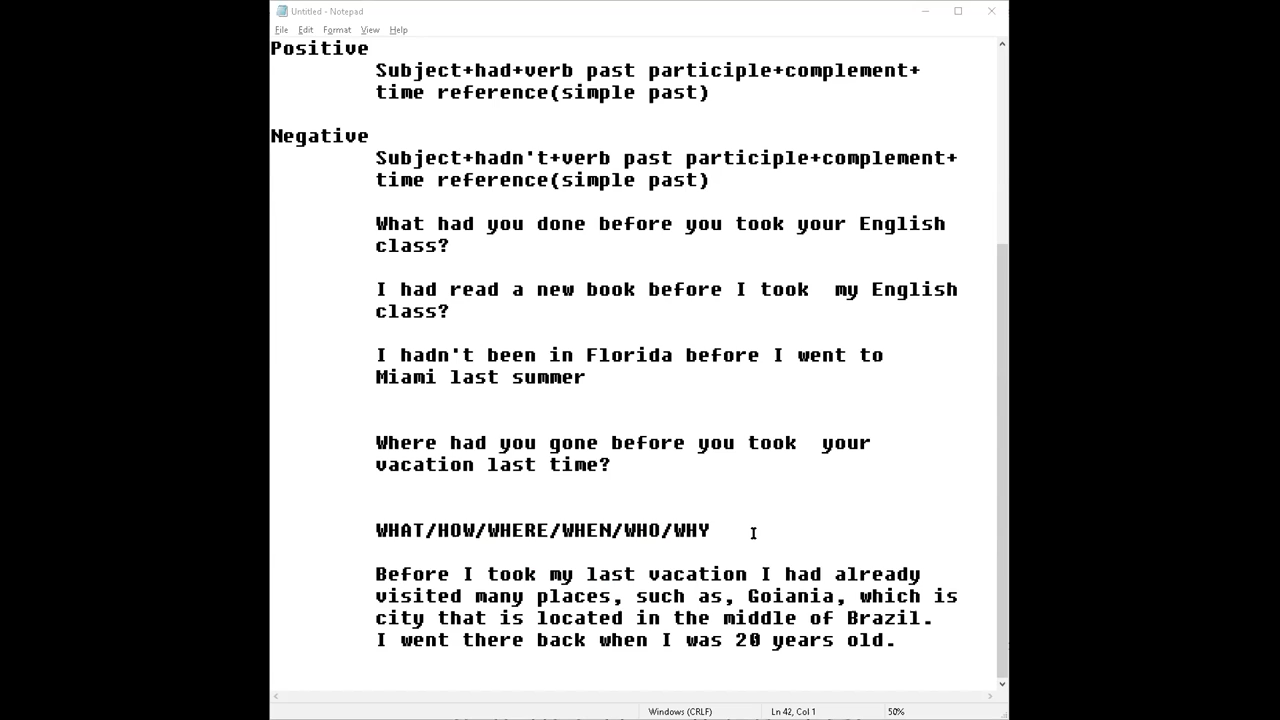 Untitled - Notepad
File Edit Format View Help
Positive
Subject+had+verb past participle+complement+
time reference(simple past)
Negative
Subject+hadn't+verb past participle+complement+
time reference(simple past)
What had you done before you took your English
class?
I had read a new book before I took  my English
class?
I hadn't been in Florida before I went to
Miami last summer
Where had you gone before you took  your
vacation last time?
WHAT/HOW/WHERE/WHEN/WHO/WHY
Before I took my last vacation I had already
visited many places, such as, Goiania, which is
city that is located in the middle of Brazil.
I went there back when I was 20 years old.
Windows (CRLF) Ln 42, Col 1 50%